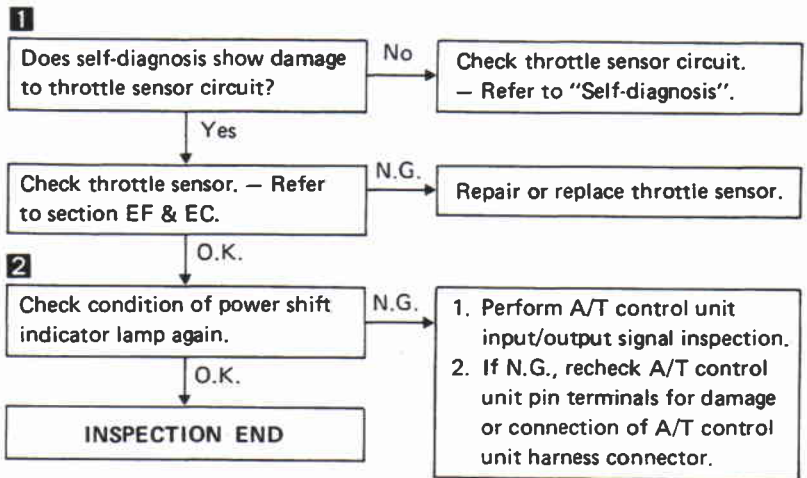 1
Does self-diagnosis show damage
to throttle sensor circuit?
No
Check throttle sensor circuit.
— Refer to "Self-diagnosis".
Yes
Check throttle sensor. — Refer
to section EF & EC.
N.G.
Repair or replace throttle sensor.
O.K.
2
Check condition of power shift
indicator lamp again.
N.G.
1. Perform A/T control unit
input/output signal inspection.
2. If N.G., recheck A/T control
unit pin terminals for damage
or connection of A/T control
unit harness connector.
O.K.
INSPECTION END